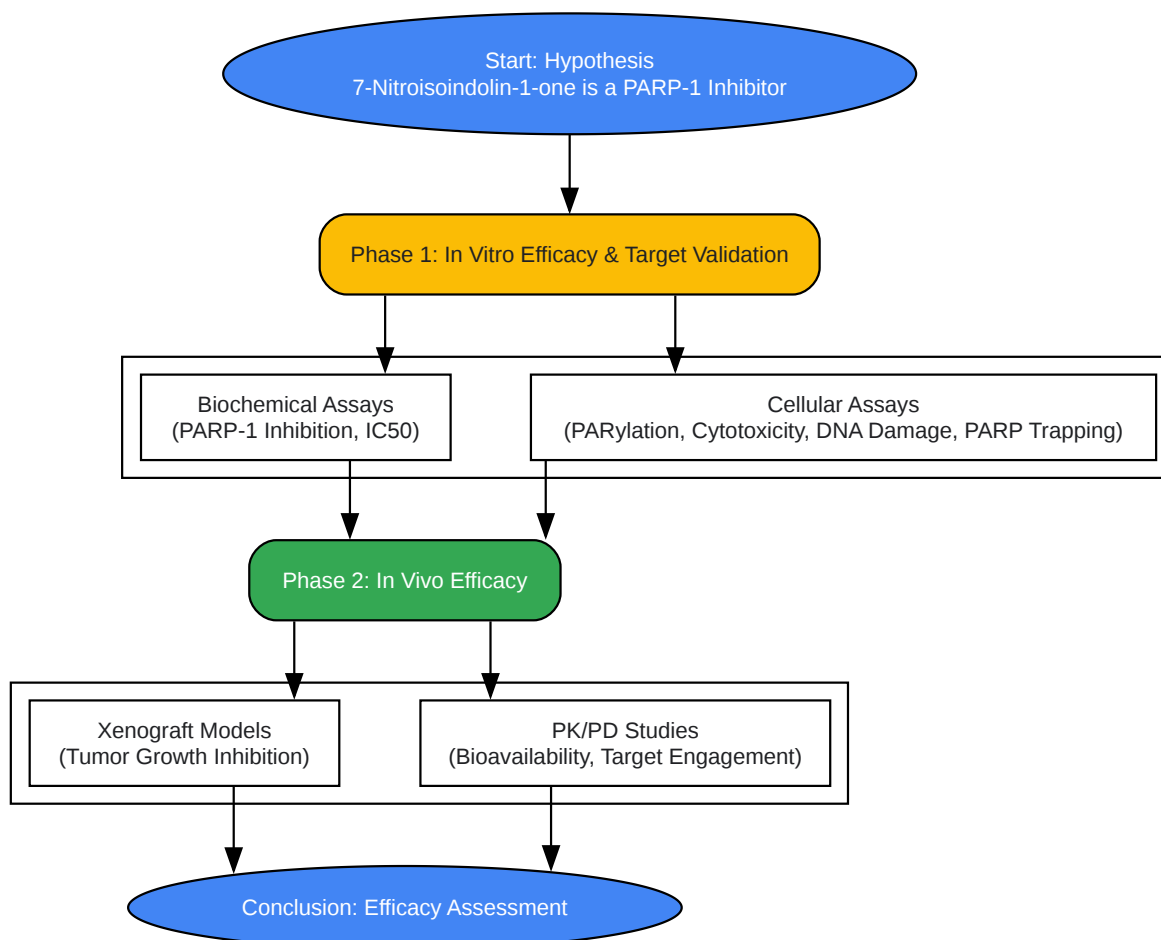 Start: Hypothesis
7-Nitroisoindolin-1-one is a PARP-1 Inhibitor
Phase 1: In Vitro Efficacy & Target Validation
Biochemical Assays
(PARP-1 Inhibition, IC50)
Cellular Assays
(PARylation, Cytotoxicity, DNA Damage, PARP Trapping)
Phase 2: In Vivo Efficacy
Xenograft Models
(Tumor Growth Inhibition)
PK/PD Studies
(Bioavailability, Target Engagement)
Conclusion: Efficacy Assessment